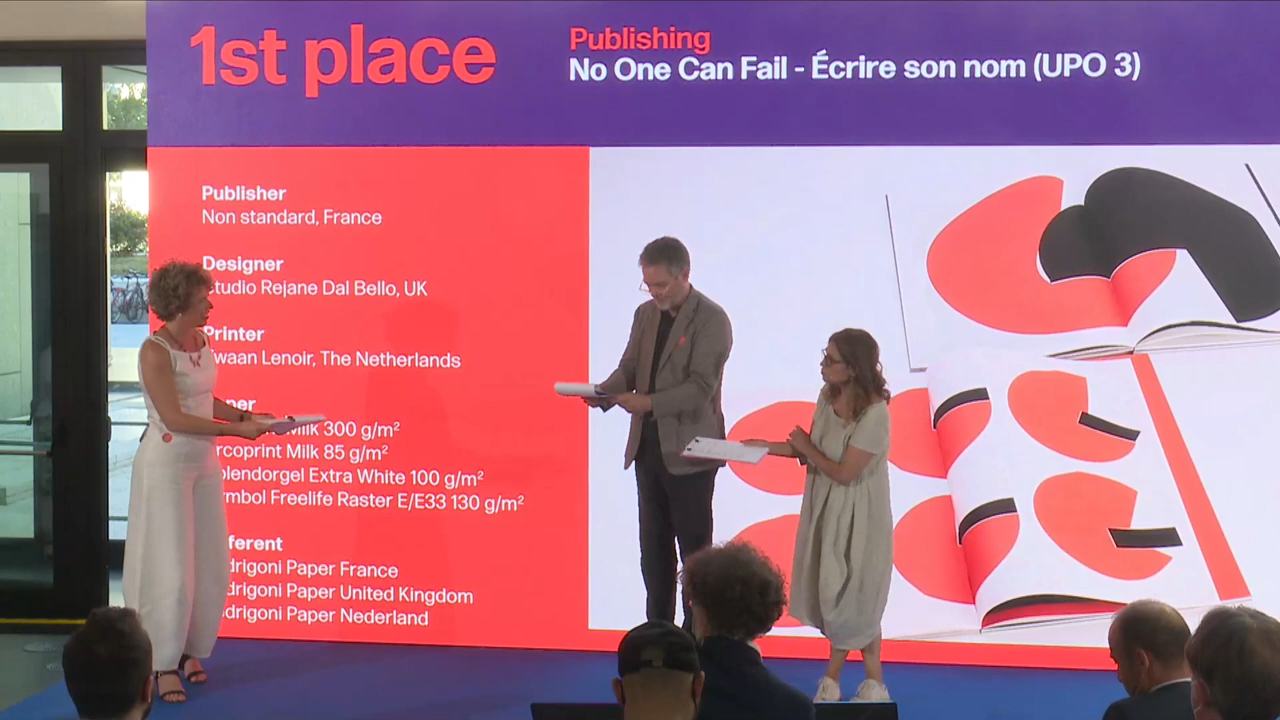 1st place
Publishing
No One Can Fail - Écrire son nom (UPO 3)
Publisher
Non standard, France
Designer
Rejane Dal Bello, UK
Printer
Lenoir, The Netherlands
Milk 300 g/m²
Milk 85 g/m²
Extra White 100 g/m²
Freelife Raster E/E33 130 g/m²
Paper France
Paper United Kingdom
Paper Nederland